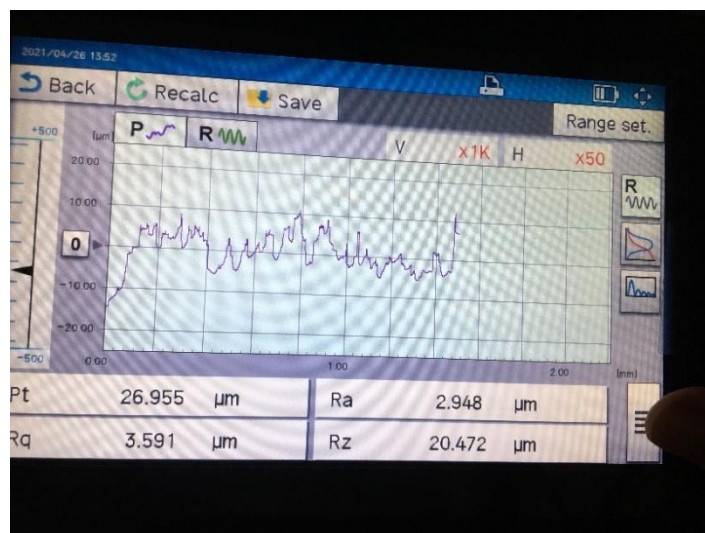 2021/04/26 13:52
Back Recalc Save
Range set.
+500 [µm] P R V x1K H x50
20.00
R
10.00
0
-10.00
-20.00
-500 0.00 1.00 2.00 [mm]
Pt 26.955 µm Ra 2.948 µm
Rq 3.591 µm Rz 20.472 µm